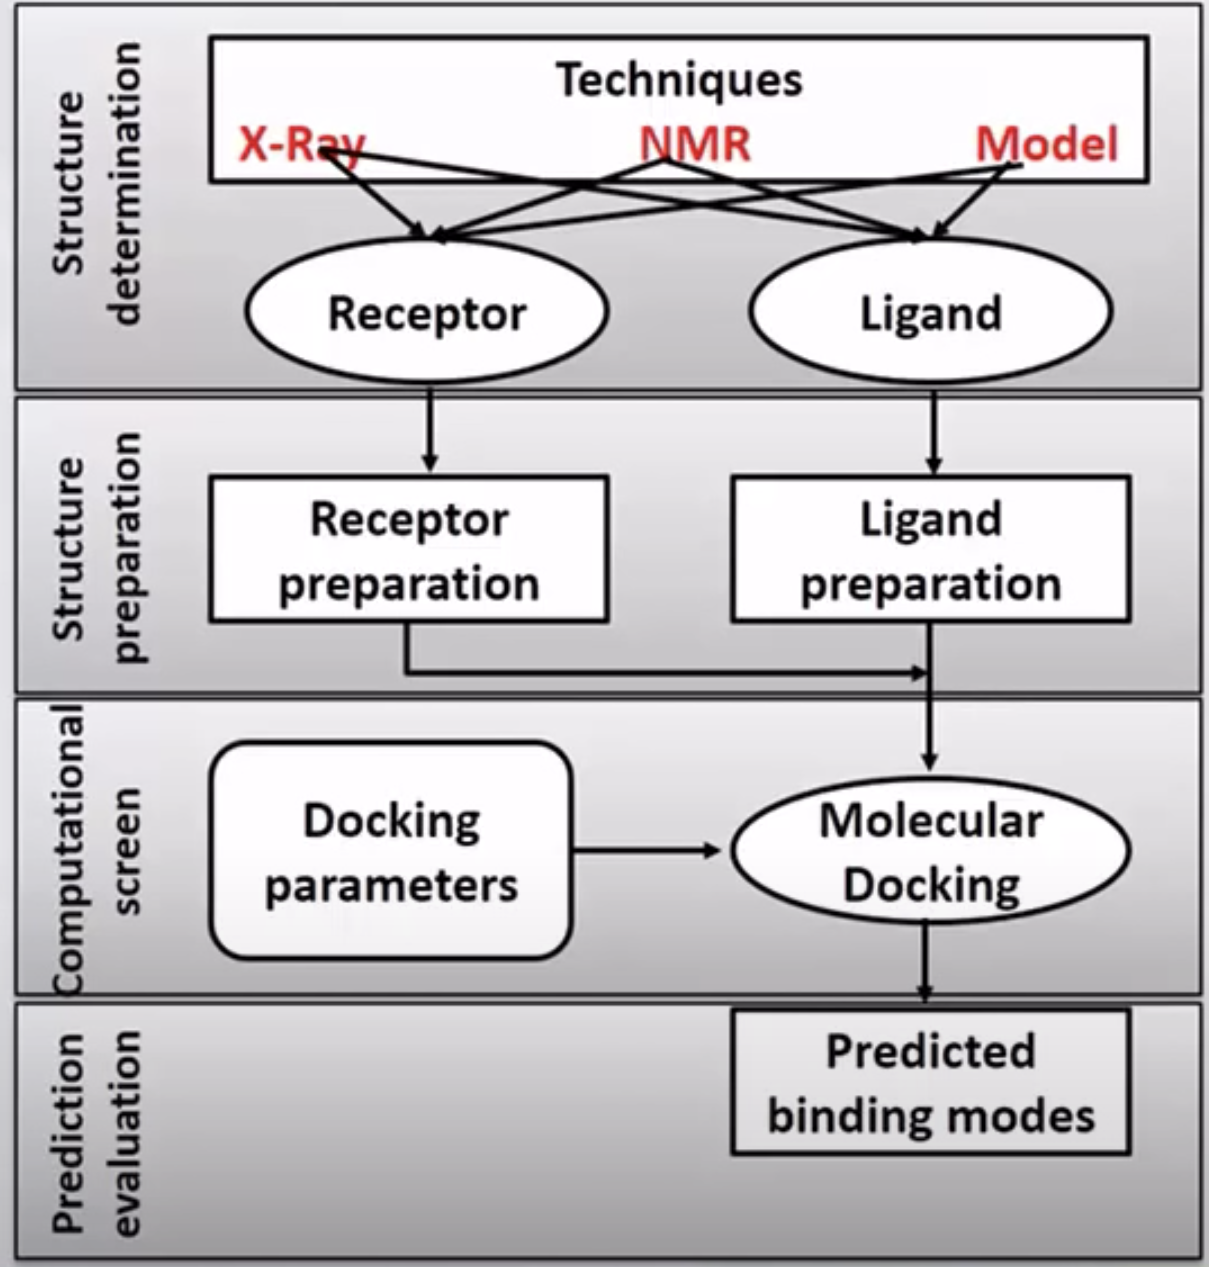 Structure
determination
Techniques
X-Ray NMR Model
Receptor
Ligand
Structure
preparation
Receptor
preparation
Ligand
preparation
Computational
screen
Docking
parameters
Molecular
Docking
Prediction
evaluation
Predicted
binding modes